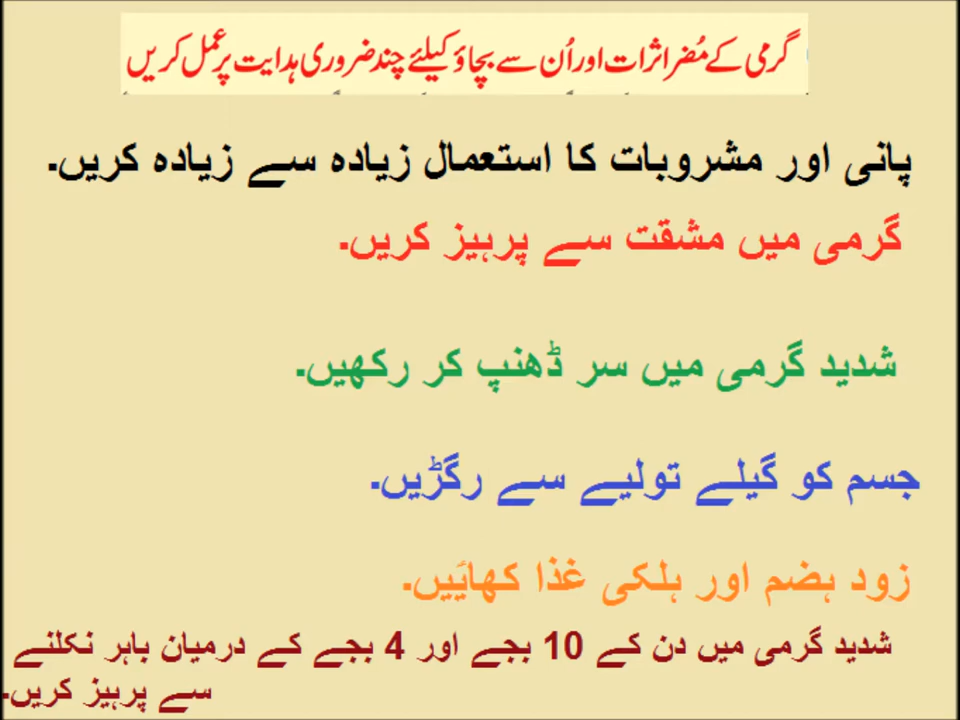 گرمی کے مُضر اثرات اور اُن سے بچاؤ کیلئے چند ضروری ہدایت پر عمل کریں
پانی اور مشروبات کا استعمال زیادہ سے زیادہ کریں۔
گرمی میں مشقت سے پرہیز کریں۔
شدید گرمی میں سر ڈھنپ کر رکھیں۔
جسم کو گیلے تولیے سے رگڑیں۔
زود ہضم اور ہلکی غذا کھائیں۔
شدید گرمی میں دن کے 10 بجے اور 4 بجے کے درمیان باہر نکلنے
سے پرہیز کریں۔